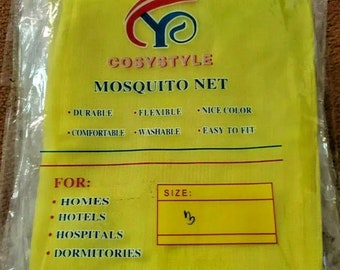 COSYSTYLE
MOSQUITO NET
• DURABLE • FLEXIBLE • NICE COLOR
• COMFORTABLE • WASHABLE • EASY TO FIT
FOR:
• HOMES
• HOTELS
• HOSPITALS
• DORMITORIES
SIZE: